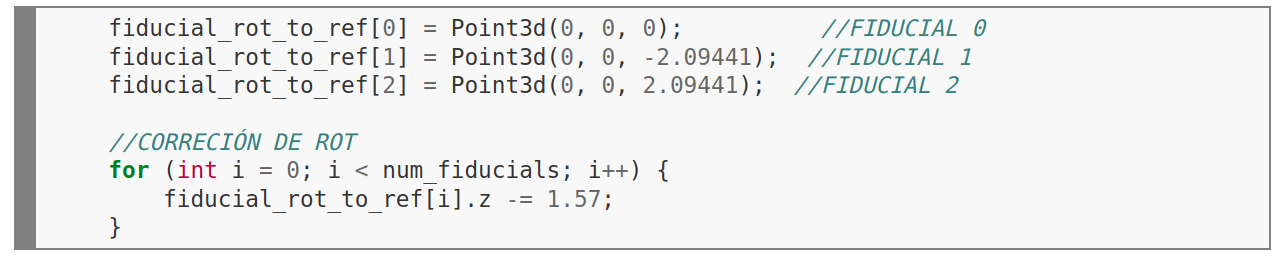 fiducial_rot_to_ref[0] = Point3d(0, 0, 0);          //FIDUCIAL 0
fiducial_rot_to_ref[1] = Point3d(0, 0, -2.09441);  //FIDUCIAL 1
fiducial_rot_to_ref[2] = Point3d(0, 0, 2.09441);  //FIDUCIAL 2
//CORRECIÓN DE ROT
for (int i = 0; i < num_fiducials; i++) {
    fiducial_rot_to_ref[i].z -= 1.57;
}